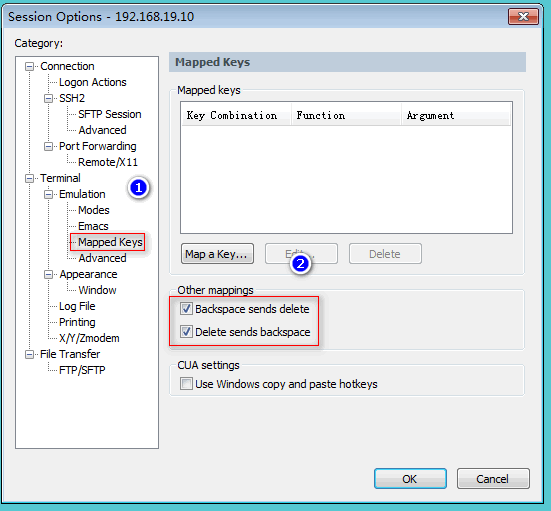 Session Options - 192.168.19.10
Category:
Connection
Logon Actions
SSH2
SFTP Session
Advanced
Port Forwarding
Remote/X11
Terminal
Emulation
1
Modes
Emacs
Mapped Keys
Advanced
Appearance
Window
Log File
Printing
X/Y/Zmodem
File Transfer
FTP/SFTP
Mapped Keys
Mapped keys
Key Combination Function Argument
Map a Key... Edit... Delete
2
Other mappings
Backspace sends delete
Delete sends backspace
CUA settings
Use Windows copy and paste hotkeys
OK Cancel